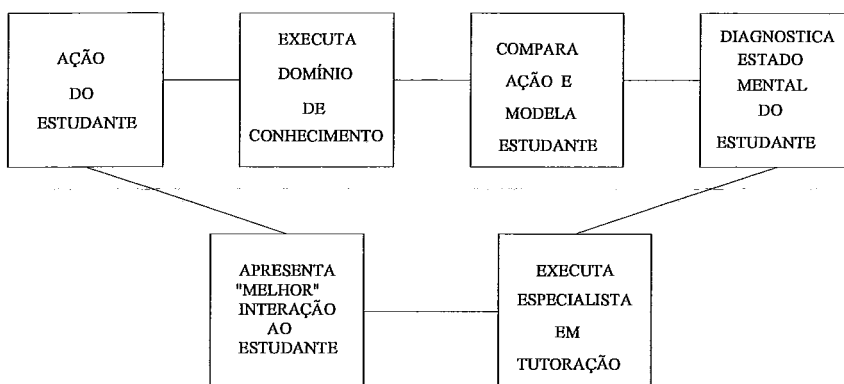 AÇÃO
DO
ESTUDANTE
EXECUTA
DOMÍNIO
DE
CONHECIMENTO
COMPARA
AÇÃO E
MODELA
ESTUDANTE
DIAGNOSTICA
ESTADO
MENTAL
DO
ESTUDANTE
APRESENTA
"MELHOR"
INTERAÇÃO
AO
ESTUDANTE
EXECUTA
ESPECIALISTA
EM
TUTORAÇÃO